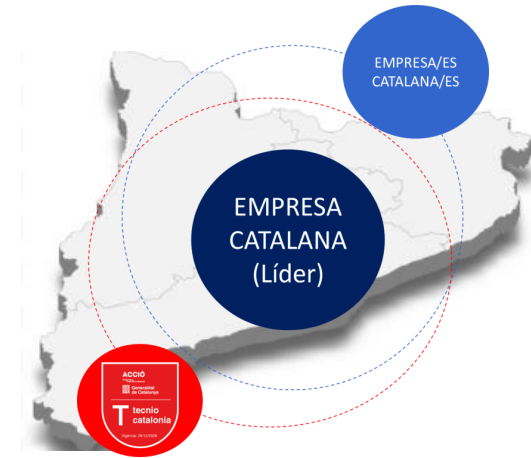 EMPRESA/ES
CATALANA/ES
EMPRESA
CATALANA
(Líder)
ACCIÓ
Generalitat
de Catalunya
T tecnio
catalonia